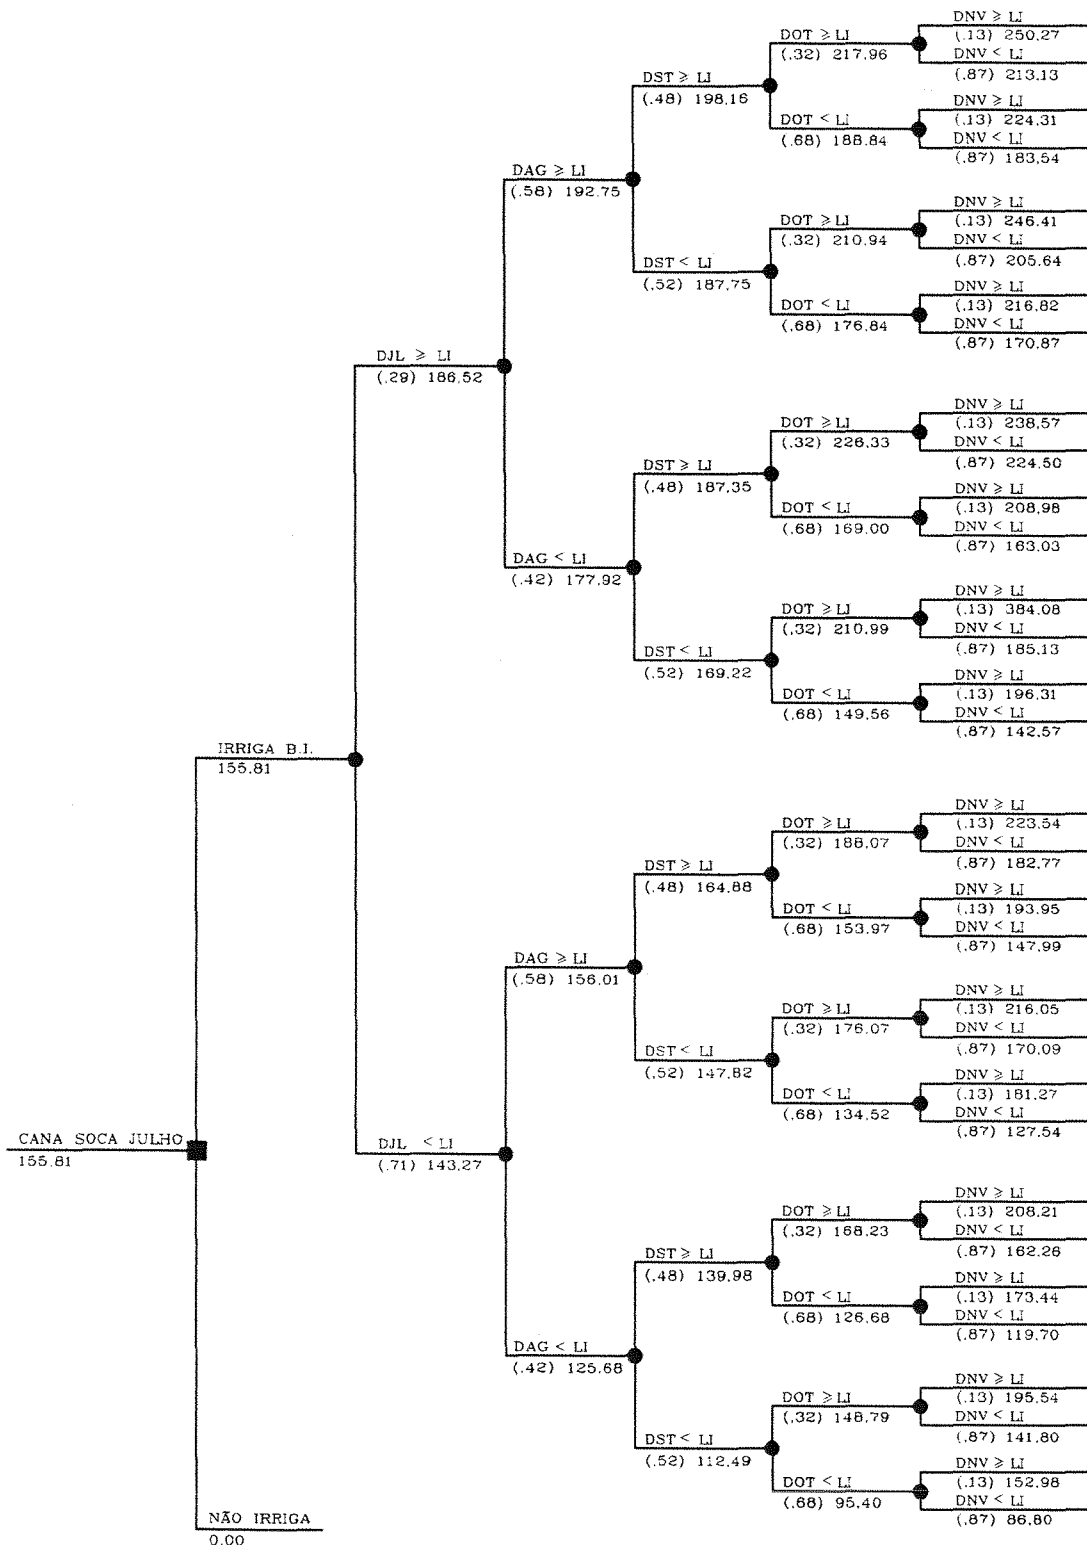 DNV ≥ LI
(.13) 250,27
DOT ≥ LI
(.32) 217,96
DNV < LI
(.87) 213,13
DST ≥ LI
(.48) 198,16
DNV ≥ LI
(.13) 224,31
DOT < LI
(.68) 188,84
DNV < LI
(.87) 183,54
DAG ≥ LI
(.58) 192,75
DNV ≥ LI
(.13) 246,41
DOT ≥ LI
(.32) 210,94
DNV < LI
(.87) 205,64
DST < LI
(.52) 187,75
DNV ≥ LI
(.13) 216,82
DOT < LI
(.68) 176,84
DNV < LI
(.87) 170,87
DJL ≥ LI
(.29) 186,52
DNV ≥ LI
(.13) 238,57
DOT ≥ LI
(.32) 226,33
DNV < LI
(.87) 224,50
DST ≥ LI
(.48) 187,35
DNV ≥ LI
(.13) 208,98
DOT < LI
(.68) 169,00
DNV < LI
(.87) 163,03
DAG < LI
(.42) 177,92
DNV ≥ LI
(.13) 384,08
DOT ≥ LI
(.32) 210,99
DNV < LI
(.87) 185,13
DST < LI
(.52) 169,22
DNV ≥ LI
(.13) 196,31
DOT < LI
(.68) 149,56
DNV < LI
(.87) 142,57
IRRIGA B.I.
155,81
DNV ≥ LI
(.13) 223,54
DOT ≥ LI
(.32) 188,07
DNV < LI
(.87) 182,77
DST ≥ LI
(.48) 164,88
DNV ≥ LI
(.13) 193,95
DOT < LI
(.68) 153,97
DNV < LI
(.87) 147,99
DAG ≥ LI
(.58) 156,01
DNV ≥ LI
(.13) 216,05
DOT ≥ LI
(.32) 176,07
DNV < LI
(.87) 170,09
DST < LI
(.52) 147,82
DNV ≥ LI
(.13) 181,27
DOT < LI
(.68) 134,52
DNV < LI
(.87) 127,54
CANA SOCA JULHO
155,81
DJL < LI
(.71) 143,27
DNV ≥ LI
(.13) 208,21
DOT ≥ LI
(.32) 168,23
DNV < LI
(.87) 162,26
DST ≥ LI
(.48) 139,98
DNV ≥ LI
(.13) 173,44
DOT < LI
(.68) 126,68
DNV < LI
(.87) 119,70
DAG < LI
(.42) 125,68
DNV ≥ LI
(.13) 195,54
DOT ≥ LI
(.32) 148,79
DNV < LI
(.87) 141,80
DST < LI
(.52) 112,49
DNV ≥ LI
(.13) 152,98
DOT < LI
(.68) 95,40
DNV < LI
(.87) 86,80
NÃO IRRIGA
0,00